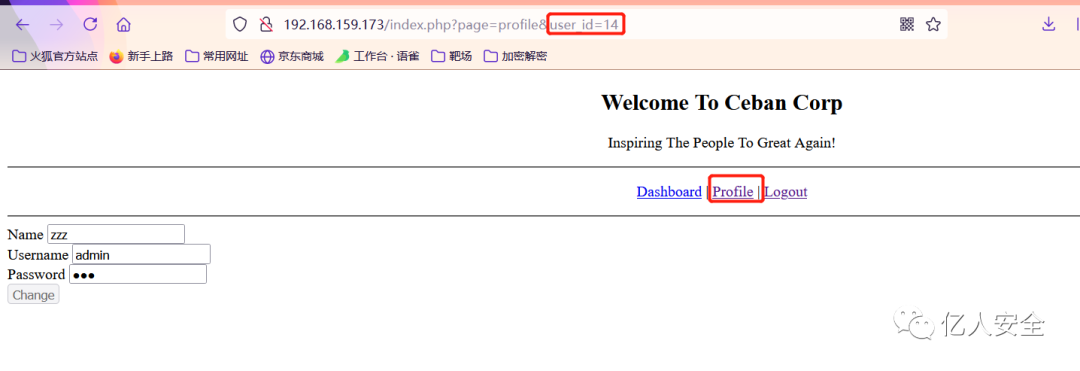 192.168.159.173/index.php?page=profile&user_id=14
火狐官方站点 新手上路 常用网址 京东商城 工作台 · 语雀 靶场 加密解密
Welcome To Ceban Corp
Inspiring The People To Great Again!
Dashboard | Profile | Logout
Name zzz
Username admin
Password ●●●
Change
亿人安全